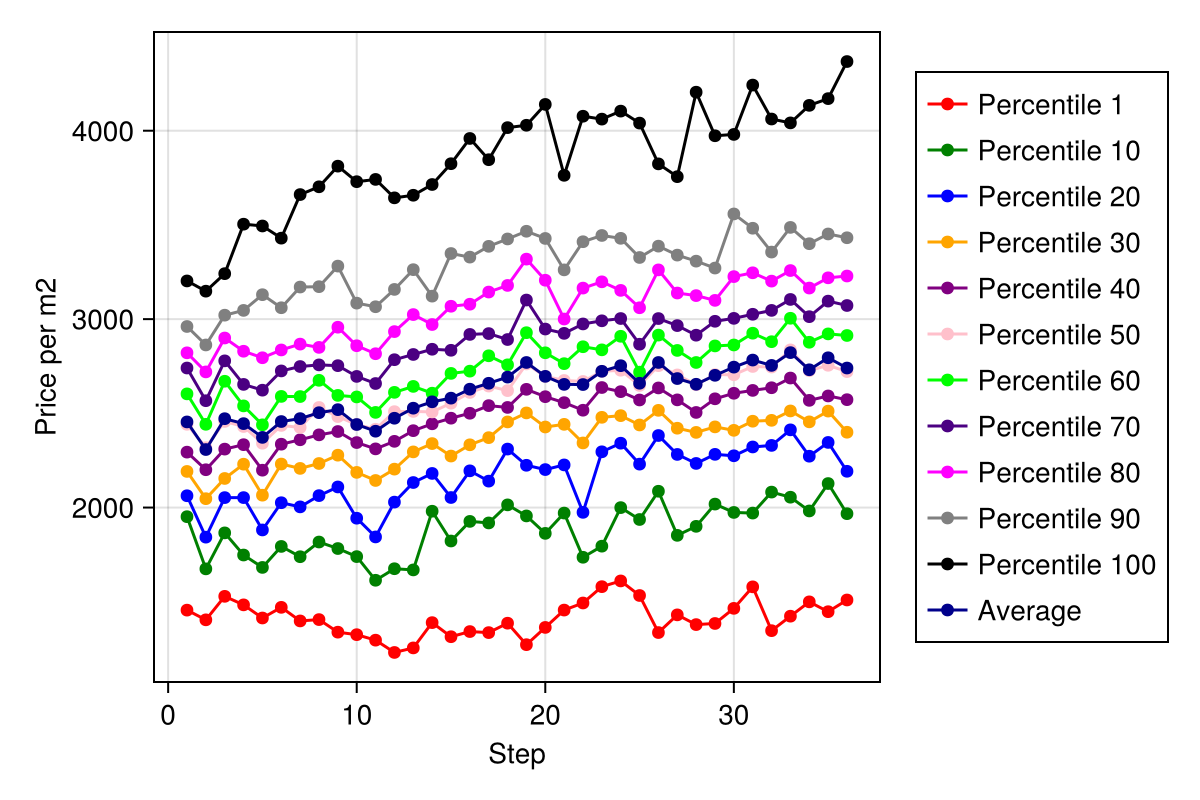 4000
3000
2000
Price per m2
0 10 20 30
Step
Percentile 1
Percentile 10
Percentile 20
Percentile 30
Percentile 40
Percentile 50
Percentile 60
Percentile 70
Percentile 80
Percentile 90
Percentile 100
Average